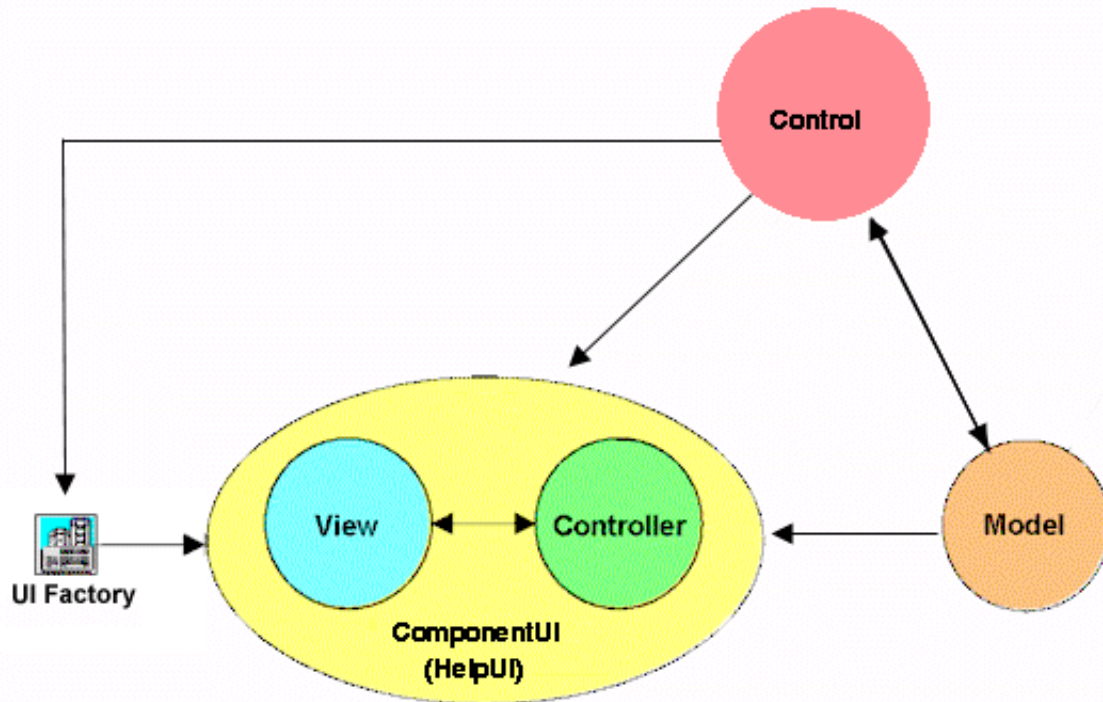 Control
View
Controller
Model
UI Factory
ComponentUI
(HelpUI)